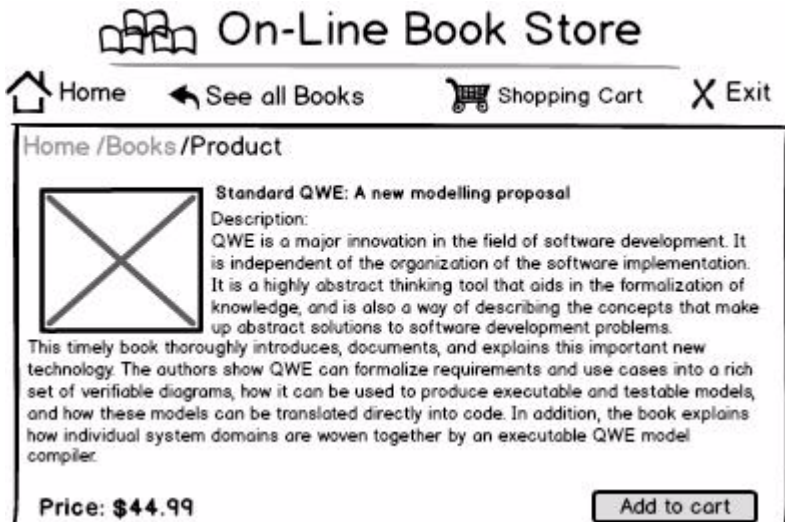 On-Line Book Store
Home See all Books Shopping Cart Exit
Home /Books/Product
Standard QWE: A new modelling proposal
Description:
QWE is a major innovation in the field of software development. It
is independent of the organization of the software implementation.
It is a highly abstract thinking tool that aids in the formalization of
knowledge, and is also a way of describing the concepts that make
up abstract solutions to software development problems.
This timely book thoroughly introduces, documents, and explains this important new
technology. The authors show QWE can formalize requirements and use cases into a rich
set of verifiable diagrams, how it can be used to produce executable and testable models,
and how these models can be translated directly into code. In addition, the book explains
how individual system domains are woven together by an executable QWE model
compiler.
Price: $44.99 Add to cart